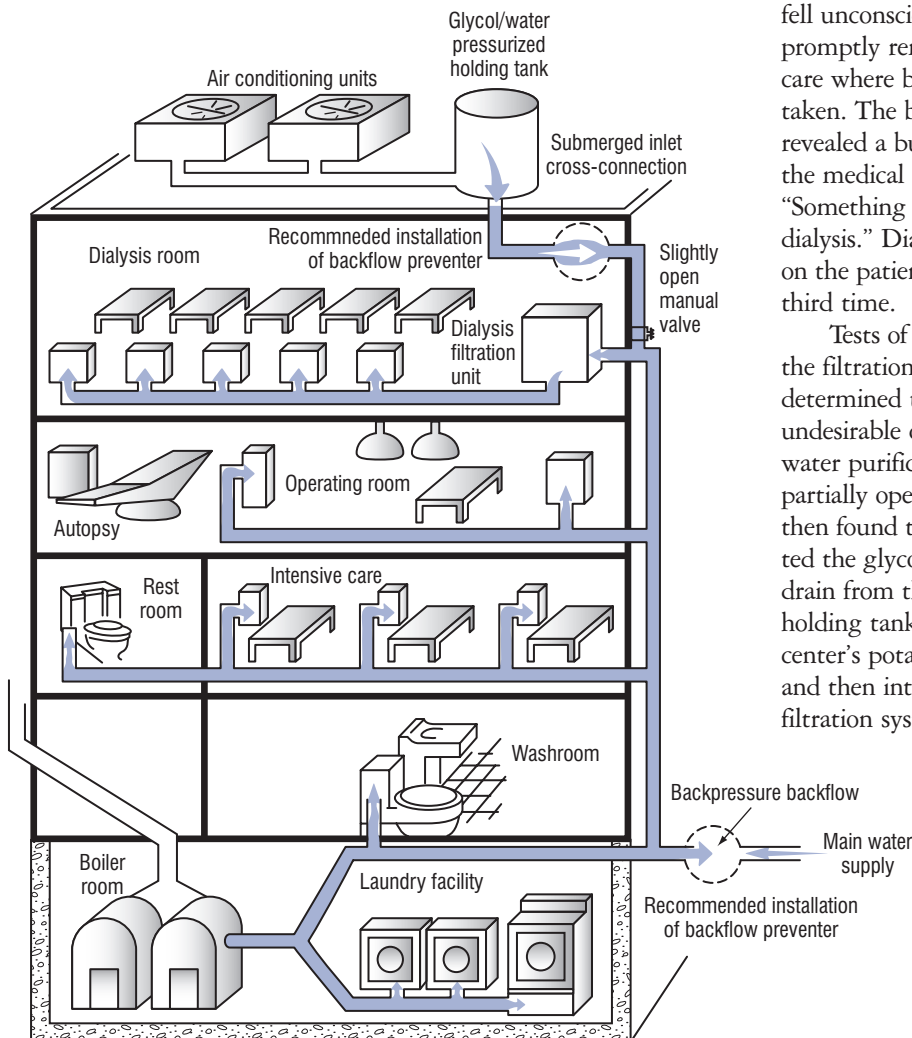 Glycol/water
pressurized
holding tank
Air conditioning units
Submerged inlet
cross-connection
Recommneded installation
of backflow preventer
Slightly
open
manual
valve
Dialysis room
Dialysis
filtration
unit
Operating room
Autopsy
Rest
room
Intensive care
Washroom
Backpressure backflow
Main water
supply
Boiler
room
Laundry facility
Recommended installation
of backflow preventer
fell unconsci
promptly rem
care where b
taken. The b
revealed a bu
the medical
“Something
dialysis.” Dia
on the patien
third time.
Tests of
the filtration
determined t
undesirable c
water purific
partially ope
then found t
ted the glyco
drain from t
holding tank
center’s pota
and then int
filtration sys